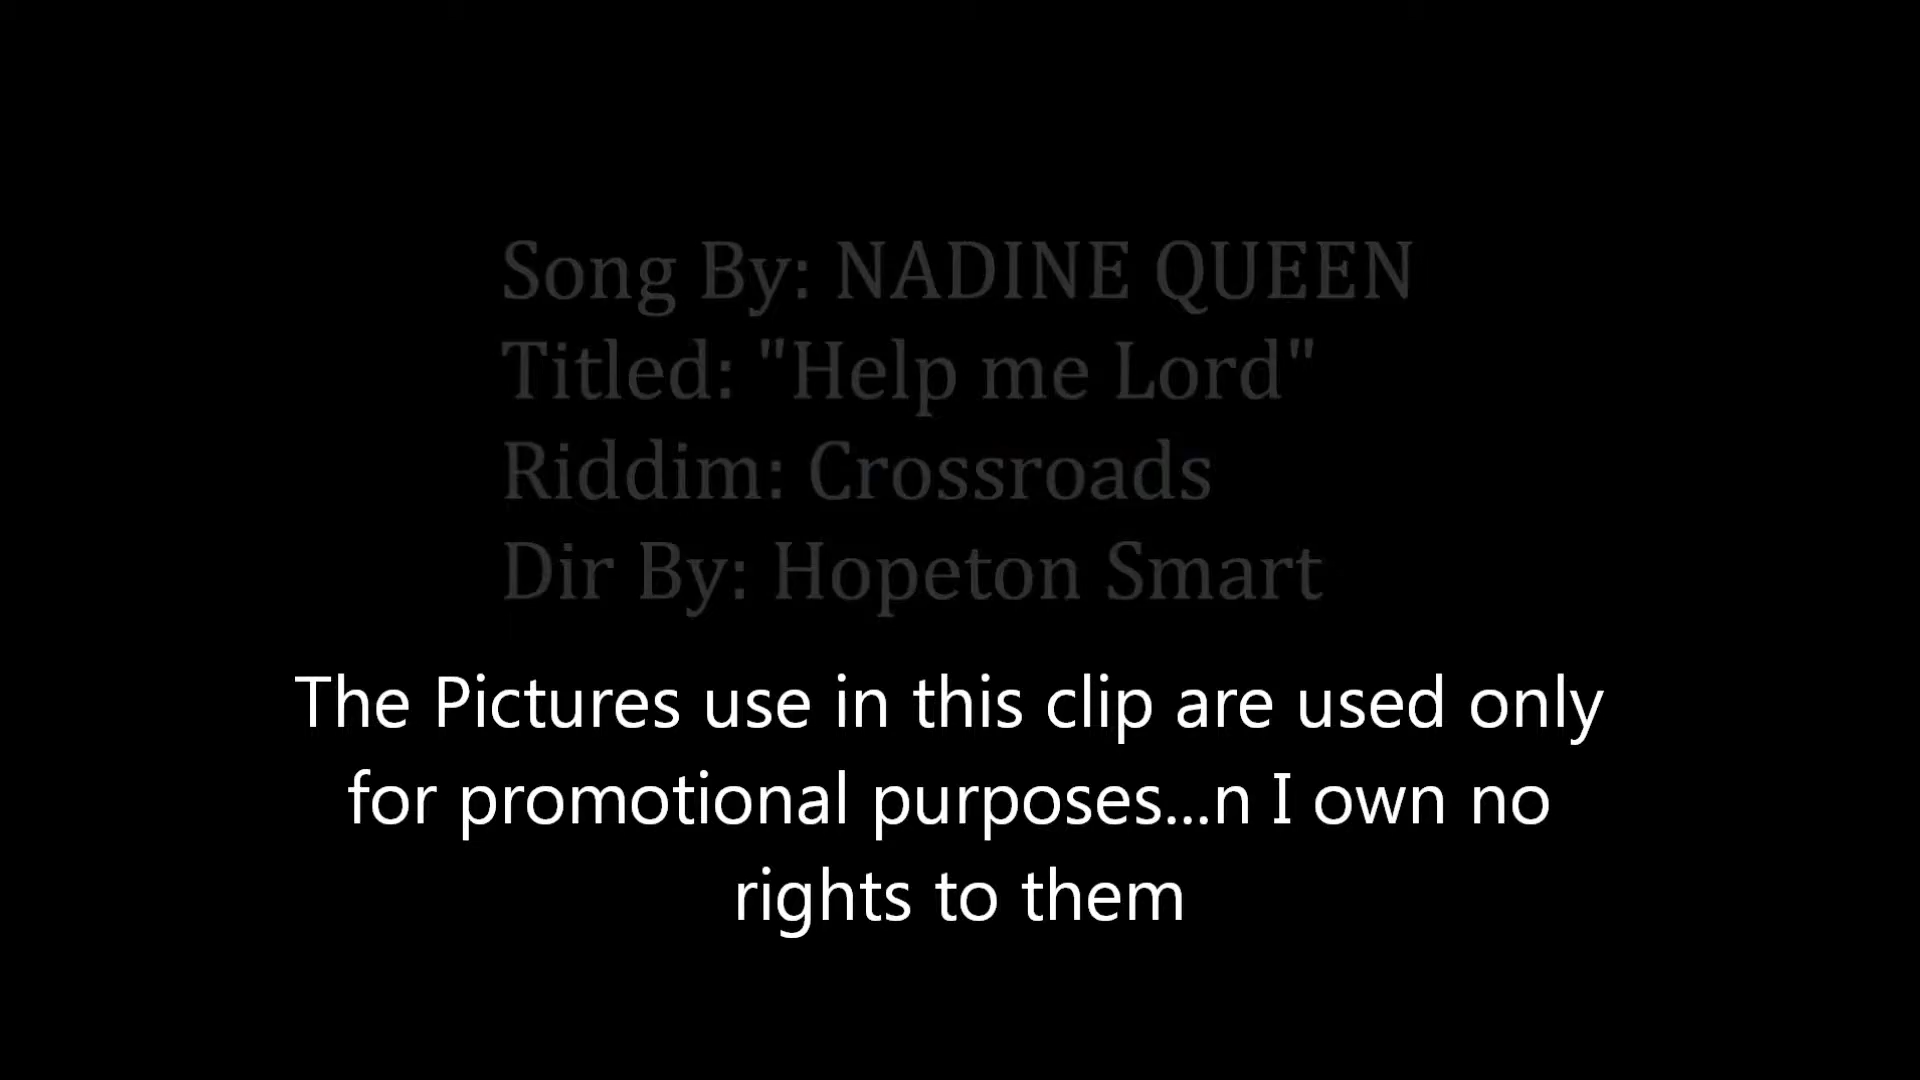 Song By: NADINE QUEEN
Titled: "Help me Lord"
Riddim: Crossroads
Dir By: Hopeton Smart
The Pictures use in this clip are used only
for promotional purposes...n I own no
rights to them